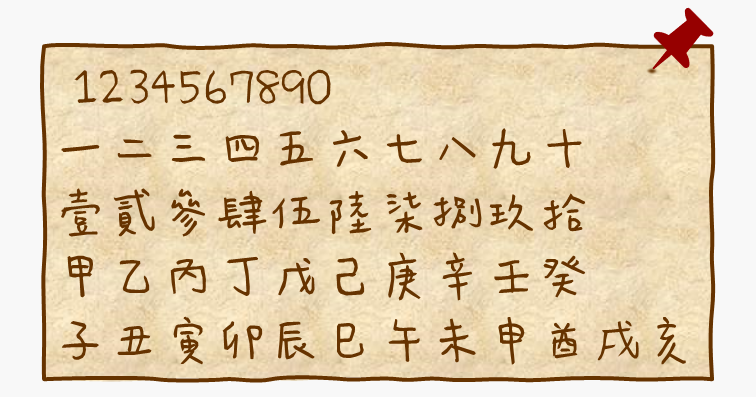 1234567890
一二三四五六七八九十
壹貳參肆伍陸柒捌玖拾
甲乙丙丁戊己庚辛壬癸
子丑寅卯辰巳午未申酋戌亥